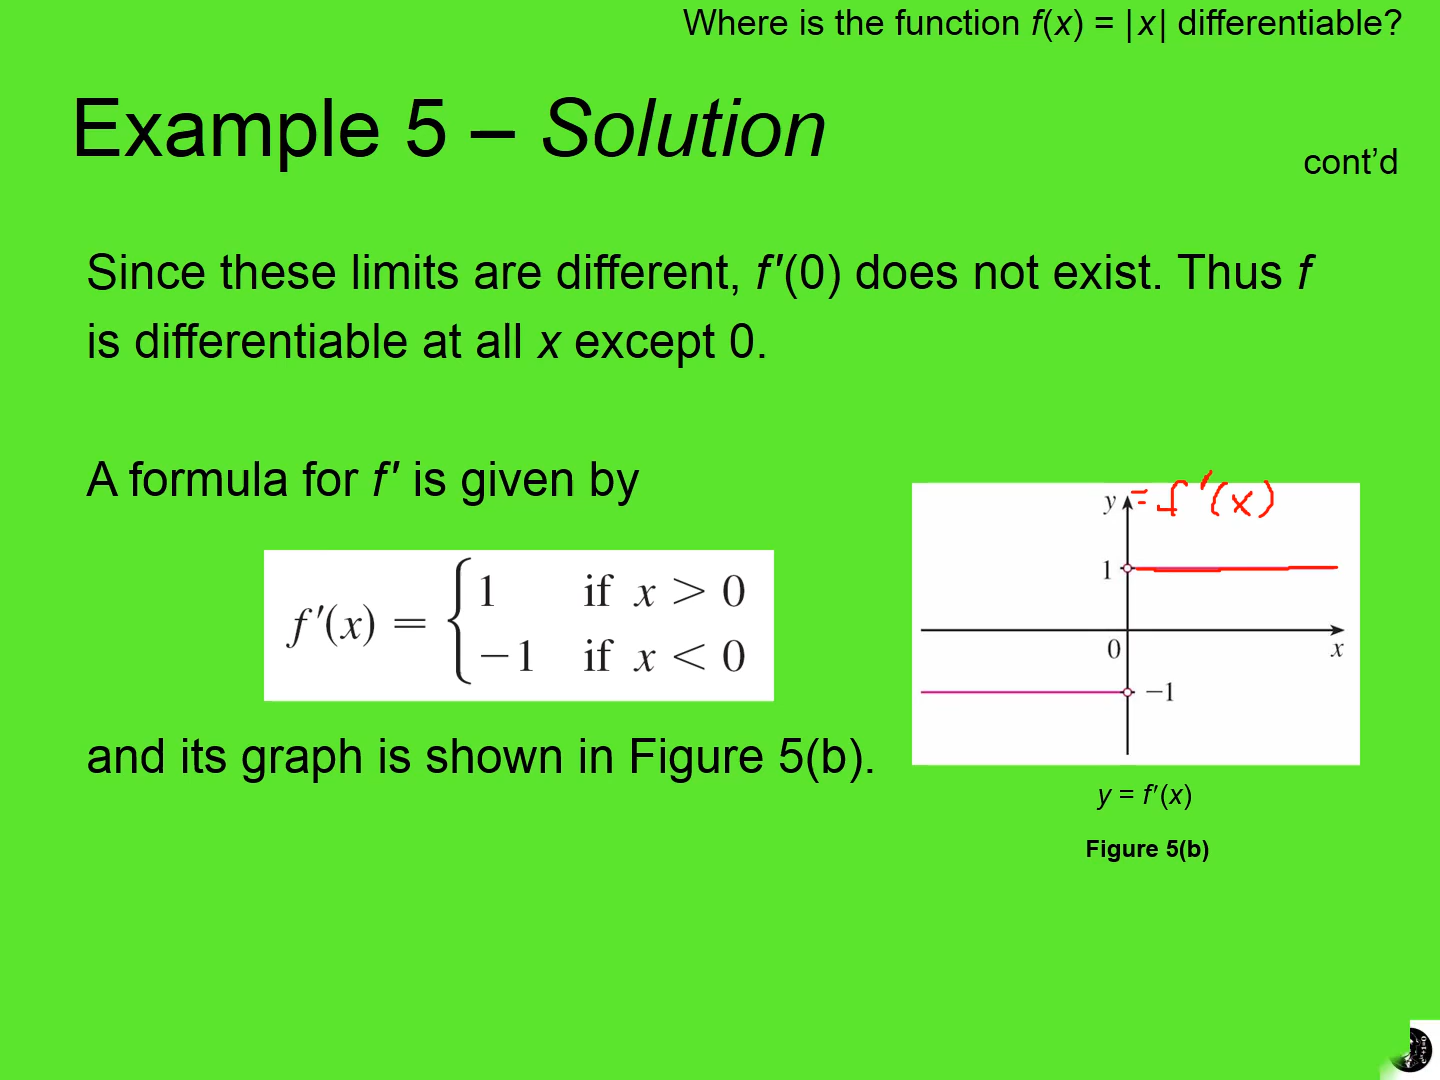 Where is the function f(x) = |x| differentiable?
Example 5 – Solution
cont’d
Since these limits are different, f′(0) does not exist. Thus f
is differentiable at all x except 0.
A formula for f′ is given by
f′(x) = { 1 if x > 0
−1 if x < 0
and its graph is shown in Figure 5(b).
y = f'(x)
1
0
x
−1
y = f′(x)
Figure 5(b)